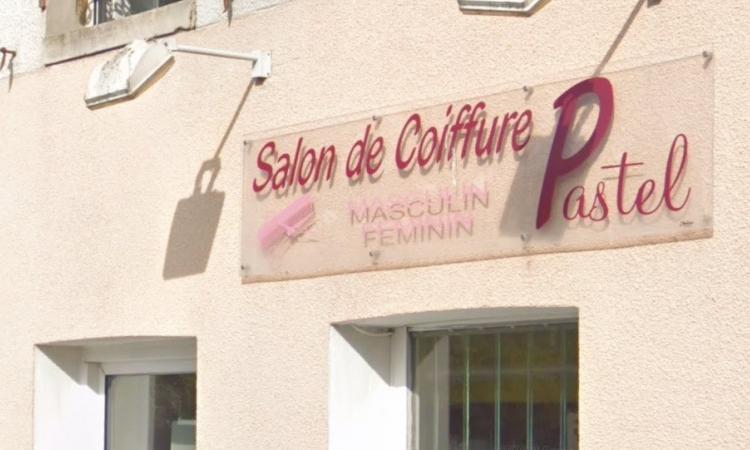 Salon de Coiffure
MASCULIN
FEMININ
Pastel